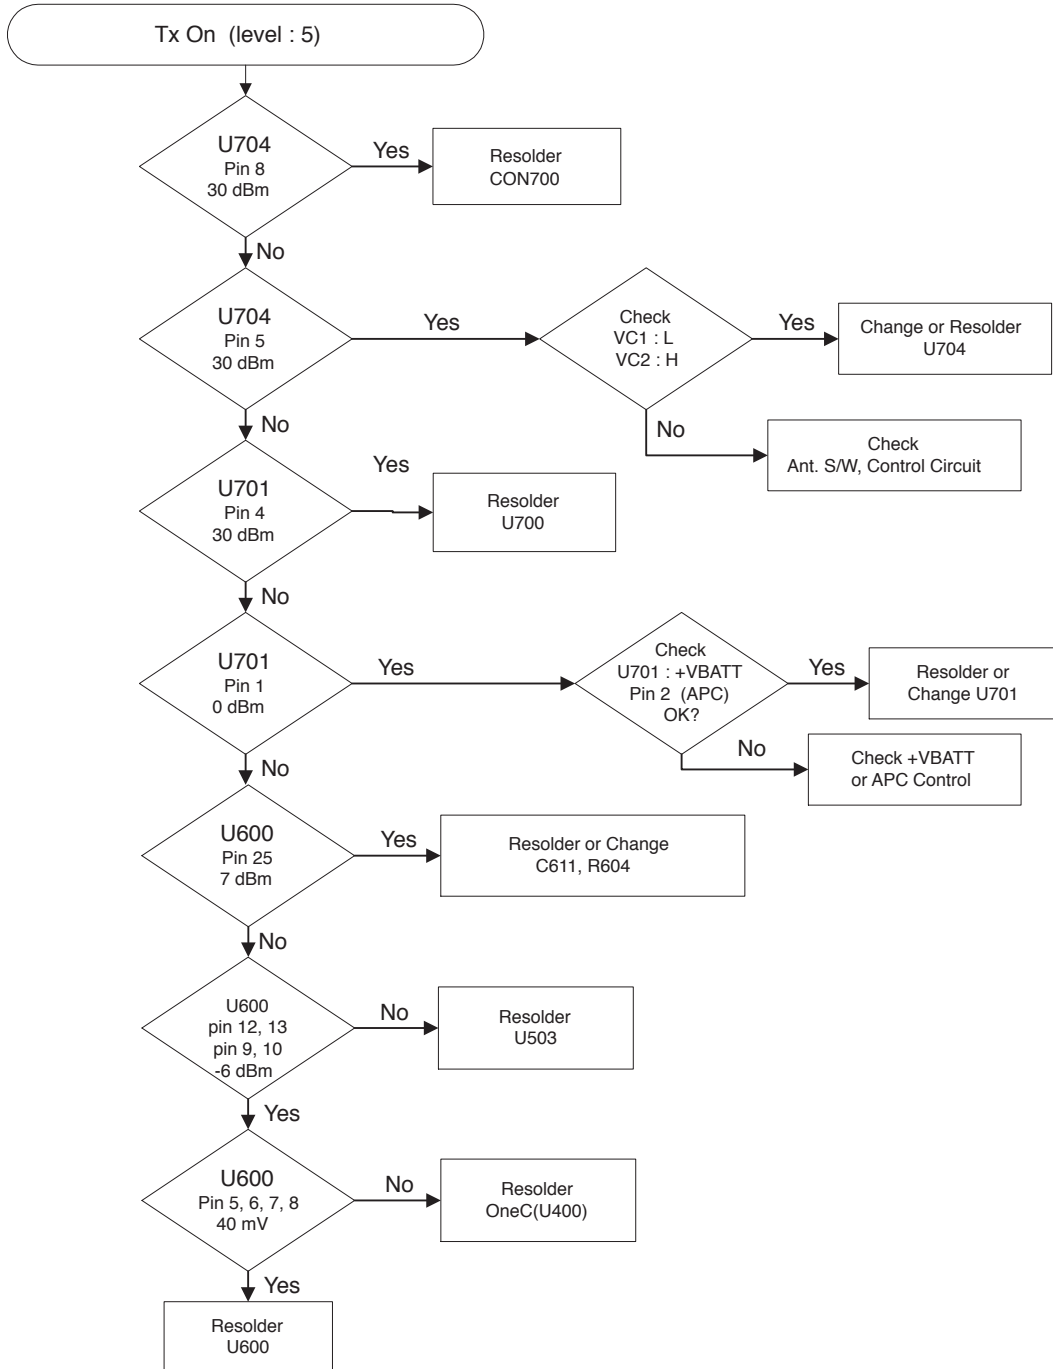 Tx On (level : 5)
U704
Pin 8
30 dBm
Yes
Resolder
CON700
No
U704
Pin 5
30 dBm
Yes
Check
VC1 : L
VC2 : H
Yes
Change or Resolder
U704
No
Check
Ant. S/W, Control Circuit
No
U701
Pin 4
30 dBm
Yes
Resolder
U700
No
U701
Pin 1
0 dBm
Yes
Check
U701 : +VBATT
Pin 2 (APC)
OK?
Yes
Resolder or
Change U701
No
Check +VBATT
or APC Control
No
U600
Pin 25
7 dBm
Yes
Resolder or Change
C611, R604
No
U600
pin 12, 13
pin 9, 10
-6 dBm
No
Resolder
U503
Yes
U600
Pin 5, 6, 7, 8
40 mV
No
Resolder
OneC(U400)
Yes
Resolder
U600